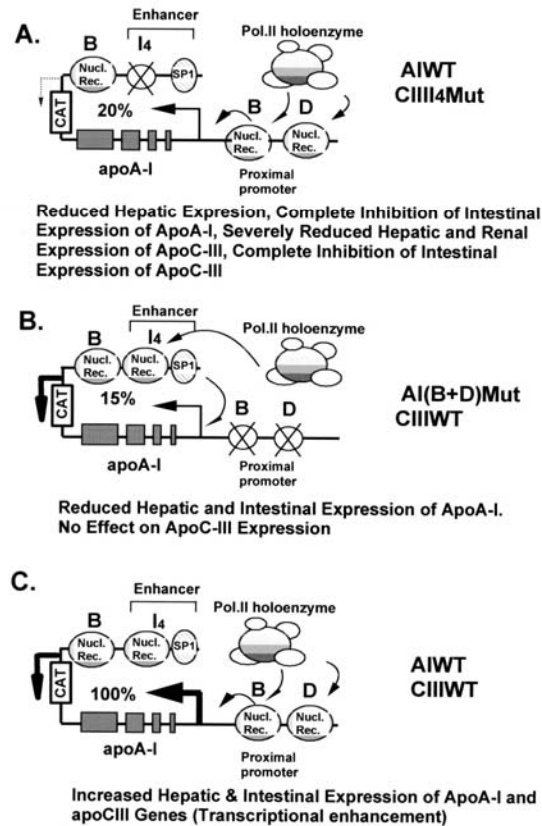 A.
Enhancer
B I4
Nucl. Rec.
SP1
Pol.II holoenzyme
AIWT
CIIII4Mut
CAT
20%
B D
Nucl. Rec.
Nucl. Rec.
apoA-I
Proximal promoter
Reduced Hepatic Expresion, Complete Inhibition of Intestinal
Expression of ApoA-I, Severely Reduced Hepatic and Renal
Expression of ApoC-III, Complete Inhibition of Intestinal
Expression of ApoC-III
B.
Enhancer
B I4
Nucl. Rec.
Nucl. Rec.
SP1
Pol.II holoenzyme
AI(B+D)Mut
CIIIWT
CAT
15%
B D
apoA-I
Proximal promoter
Reduced Hepatic and Intestinal Expression of ApoA-I.
No Effect on ApoC-III Expression
C.
Enhancer
B I4
Nucl. Rec.
Nucl. Rec.
SP1
Pol.II holoenzyme
AIWT
CIIIWT
CAT
100%
B D
Nucl. Rec.
Nucl. Rec.
apoA-I
Proximal promoter
Increased Hepatic & Intestinal Expression of ApoA-I and
apoCIII Genes (Transcriptional enhancement)